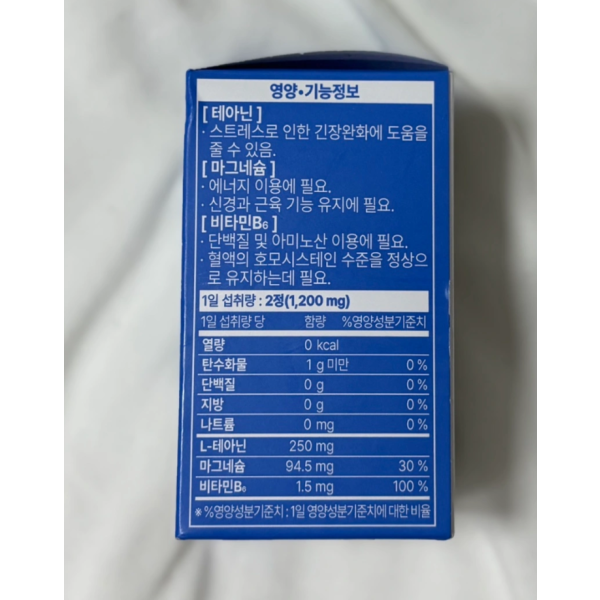 영양•기능정보
[ 테아닌 ]
· 스트레스로 인한 긴장완화에 도움을
줄 수 있음.
[ 마그네슘 ]
· 에너지 이용에 필요.
· 신경과 근육 기능 유지에 필요.
[ 비타민B₆ ]
· 단백질 및 아미노산 이용에 필요.
· 혈액의 호모시스테인 수준을 정상으
로 유지하는데 필요.
1일 섭취량 : 2정(1,200 mg)
1일 섭취량 당 함량 %영양성분기준치
열량 0 kcal
탄수화물 1 g 미만 0 %
단백질 0 g 0 %
지방 0 g 0 %
나트륨 0 mg 0 %
L-테아닌 250 mg
마그네슘 94.5 mg 30 %
비타민B₆ 1.5 mg 100 %
※ %영양성분기준치 : 1일 영양성분기준치에 대한 비율